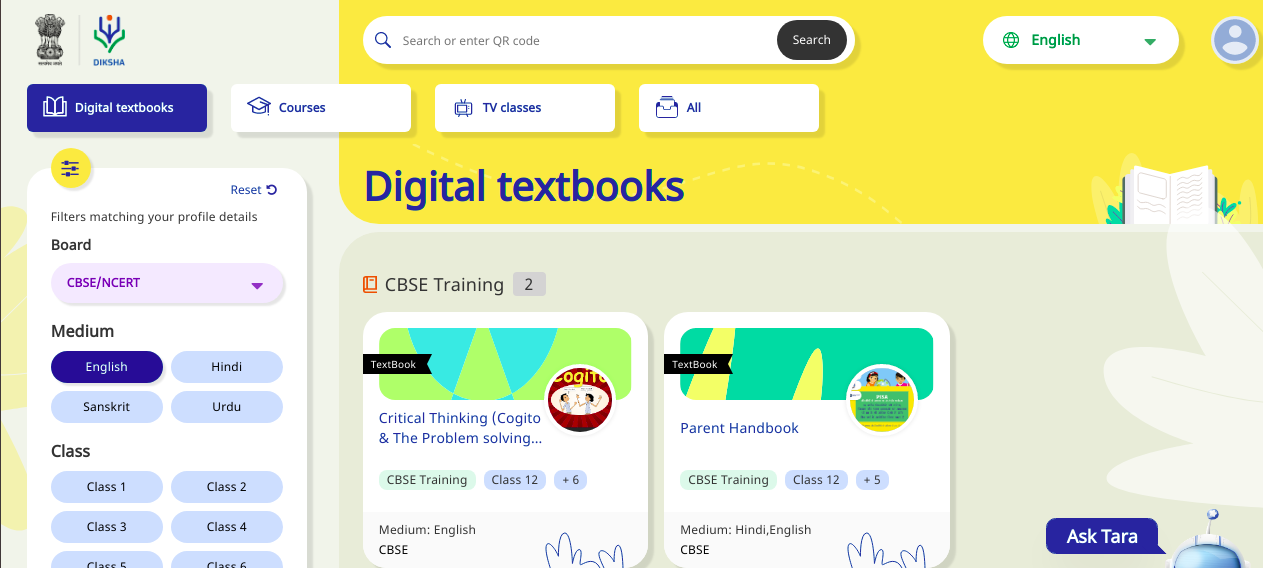 DIKSHA
Search or enter QR code
Search
English
Digital textbooks
Courses
TV classes
All
Reset
Filters matching your profile details
Board
CBSE/NCERT
Medium
English
Hindi
Sanskrit
Urdu
Class
Class 1
Class 2
Class 3
Class 4
Class 5
Class 6
Digital textbooks
CBSE Training 2
TextBook
Cogito
Critical Thinking (Cogito
& The Problem solving...
CBSE Training
Class 12
+ 6
Medium: English
CBSE
TextBook
PISA
Parent Handbook
CBSE Training
Class 12
+ 5
Medium: Hindi,English
CBSE
Ask Tara